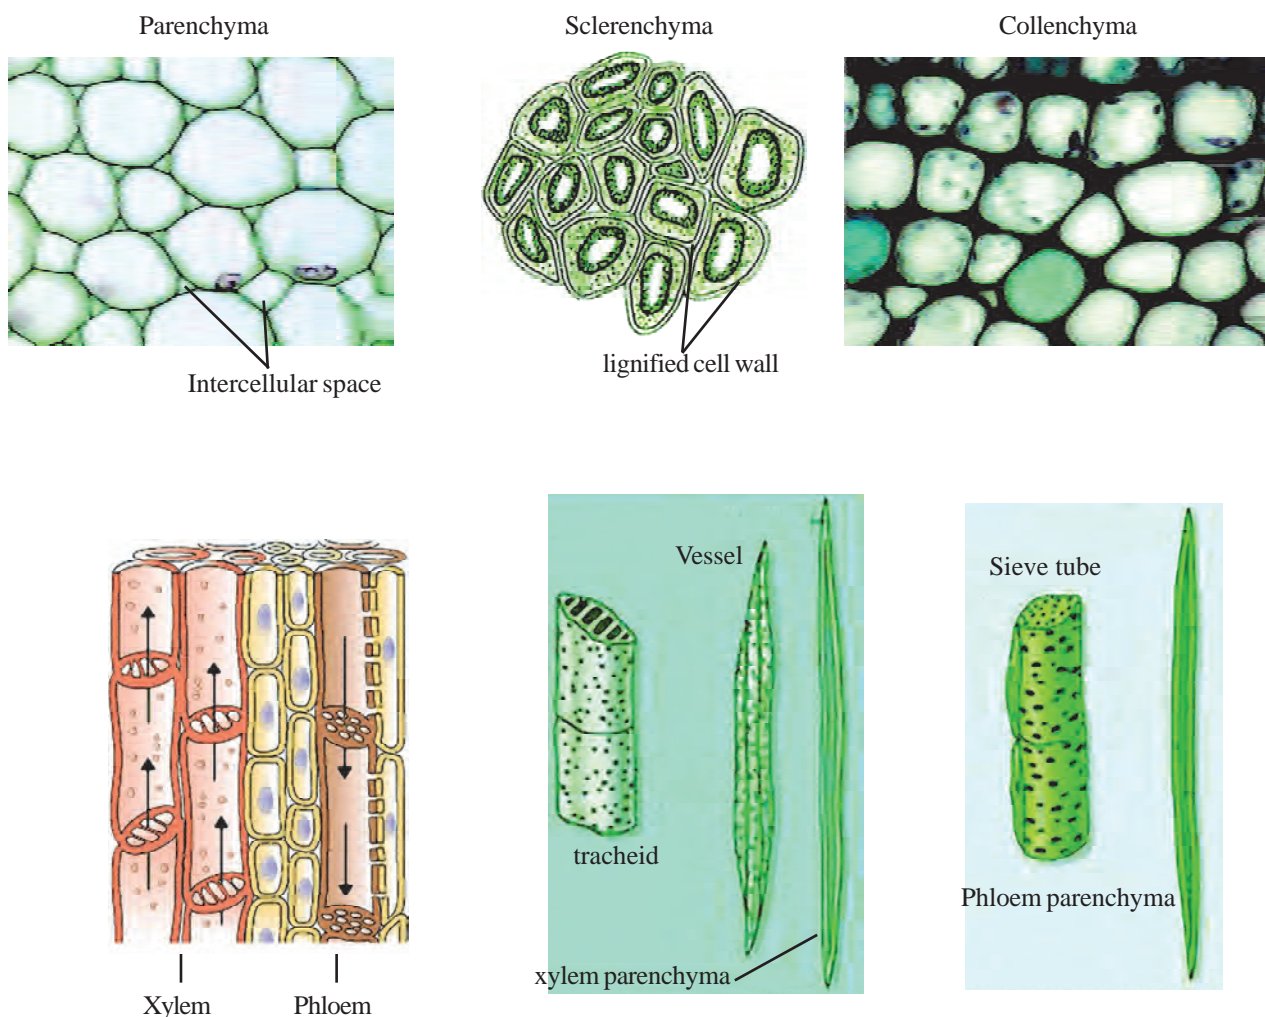 Parenchyma
Sclerenchyma
Collenchyma
Intercellular space
lignified cell wall
Vessel
Sieve tube
tracheid
Phloem parenchyma
xylem parenchyma
Xylem
Phloem